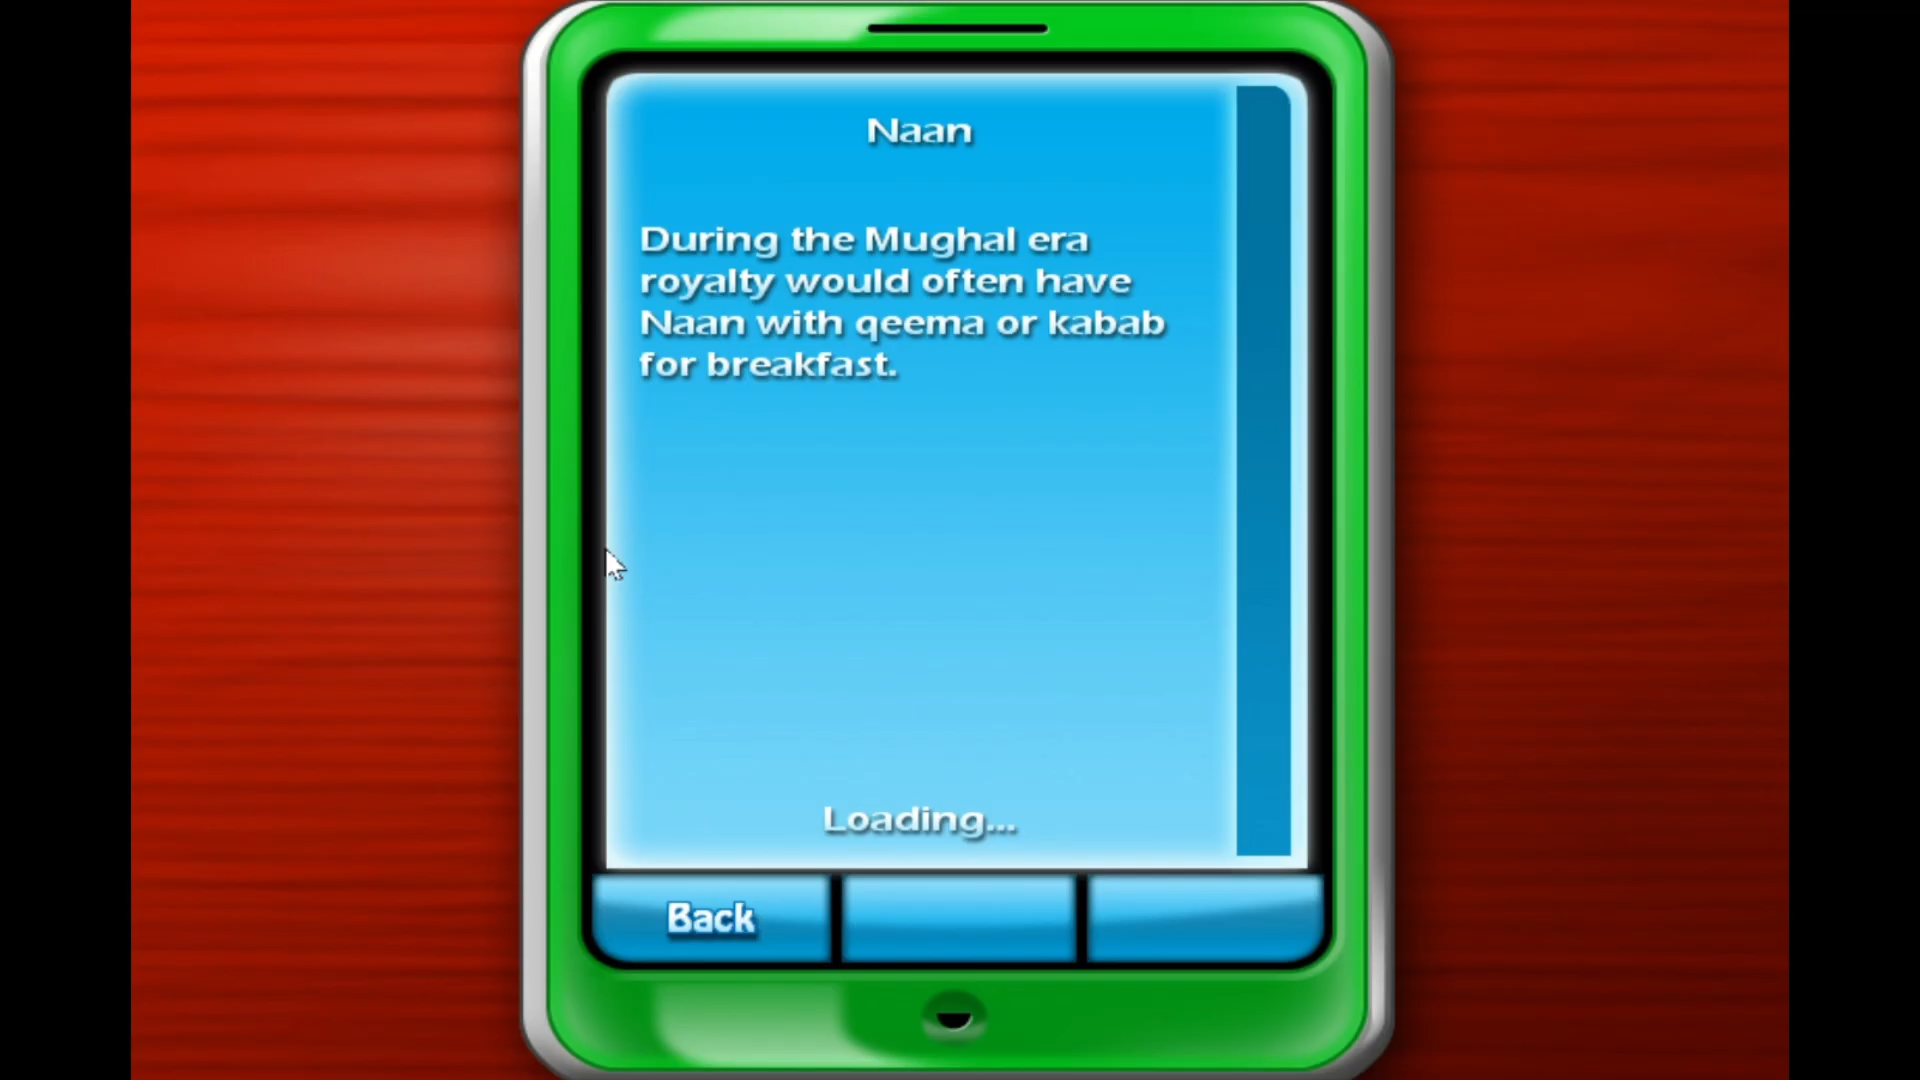 Naan
During the Mughal era
royalty would often have
Naan with qeema or kabab
for breakfast.
Loading...
Back